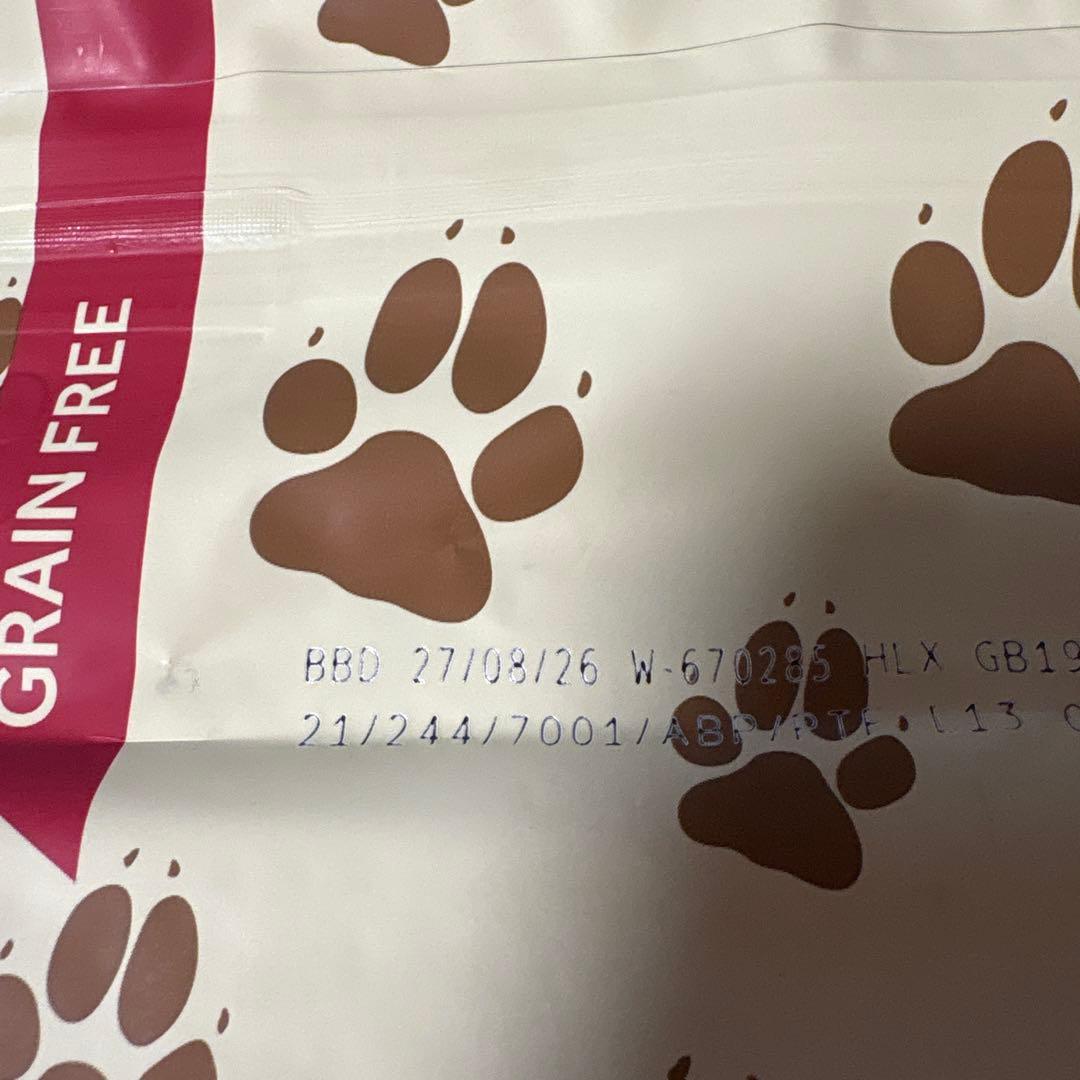 GRAIN FREE
BBD 27/08/26 W-670285 HLX GB19
21/244/7001/ABP/PTF. L13